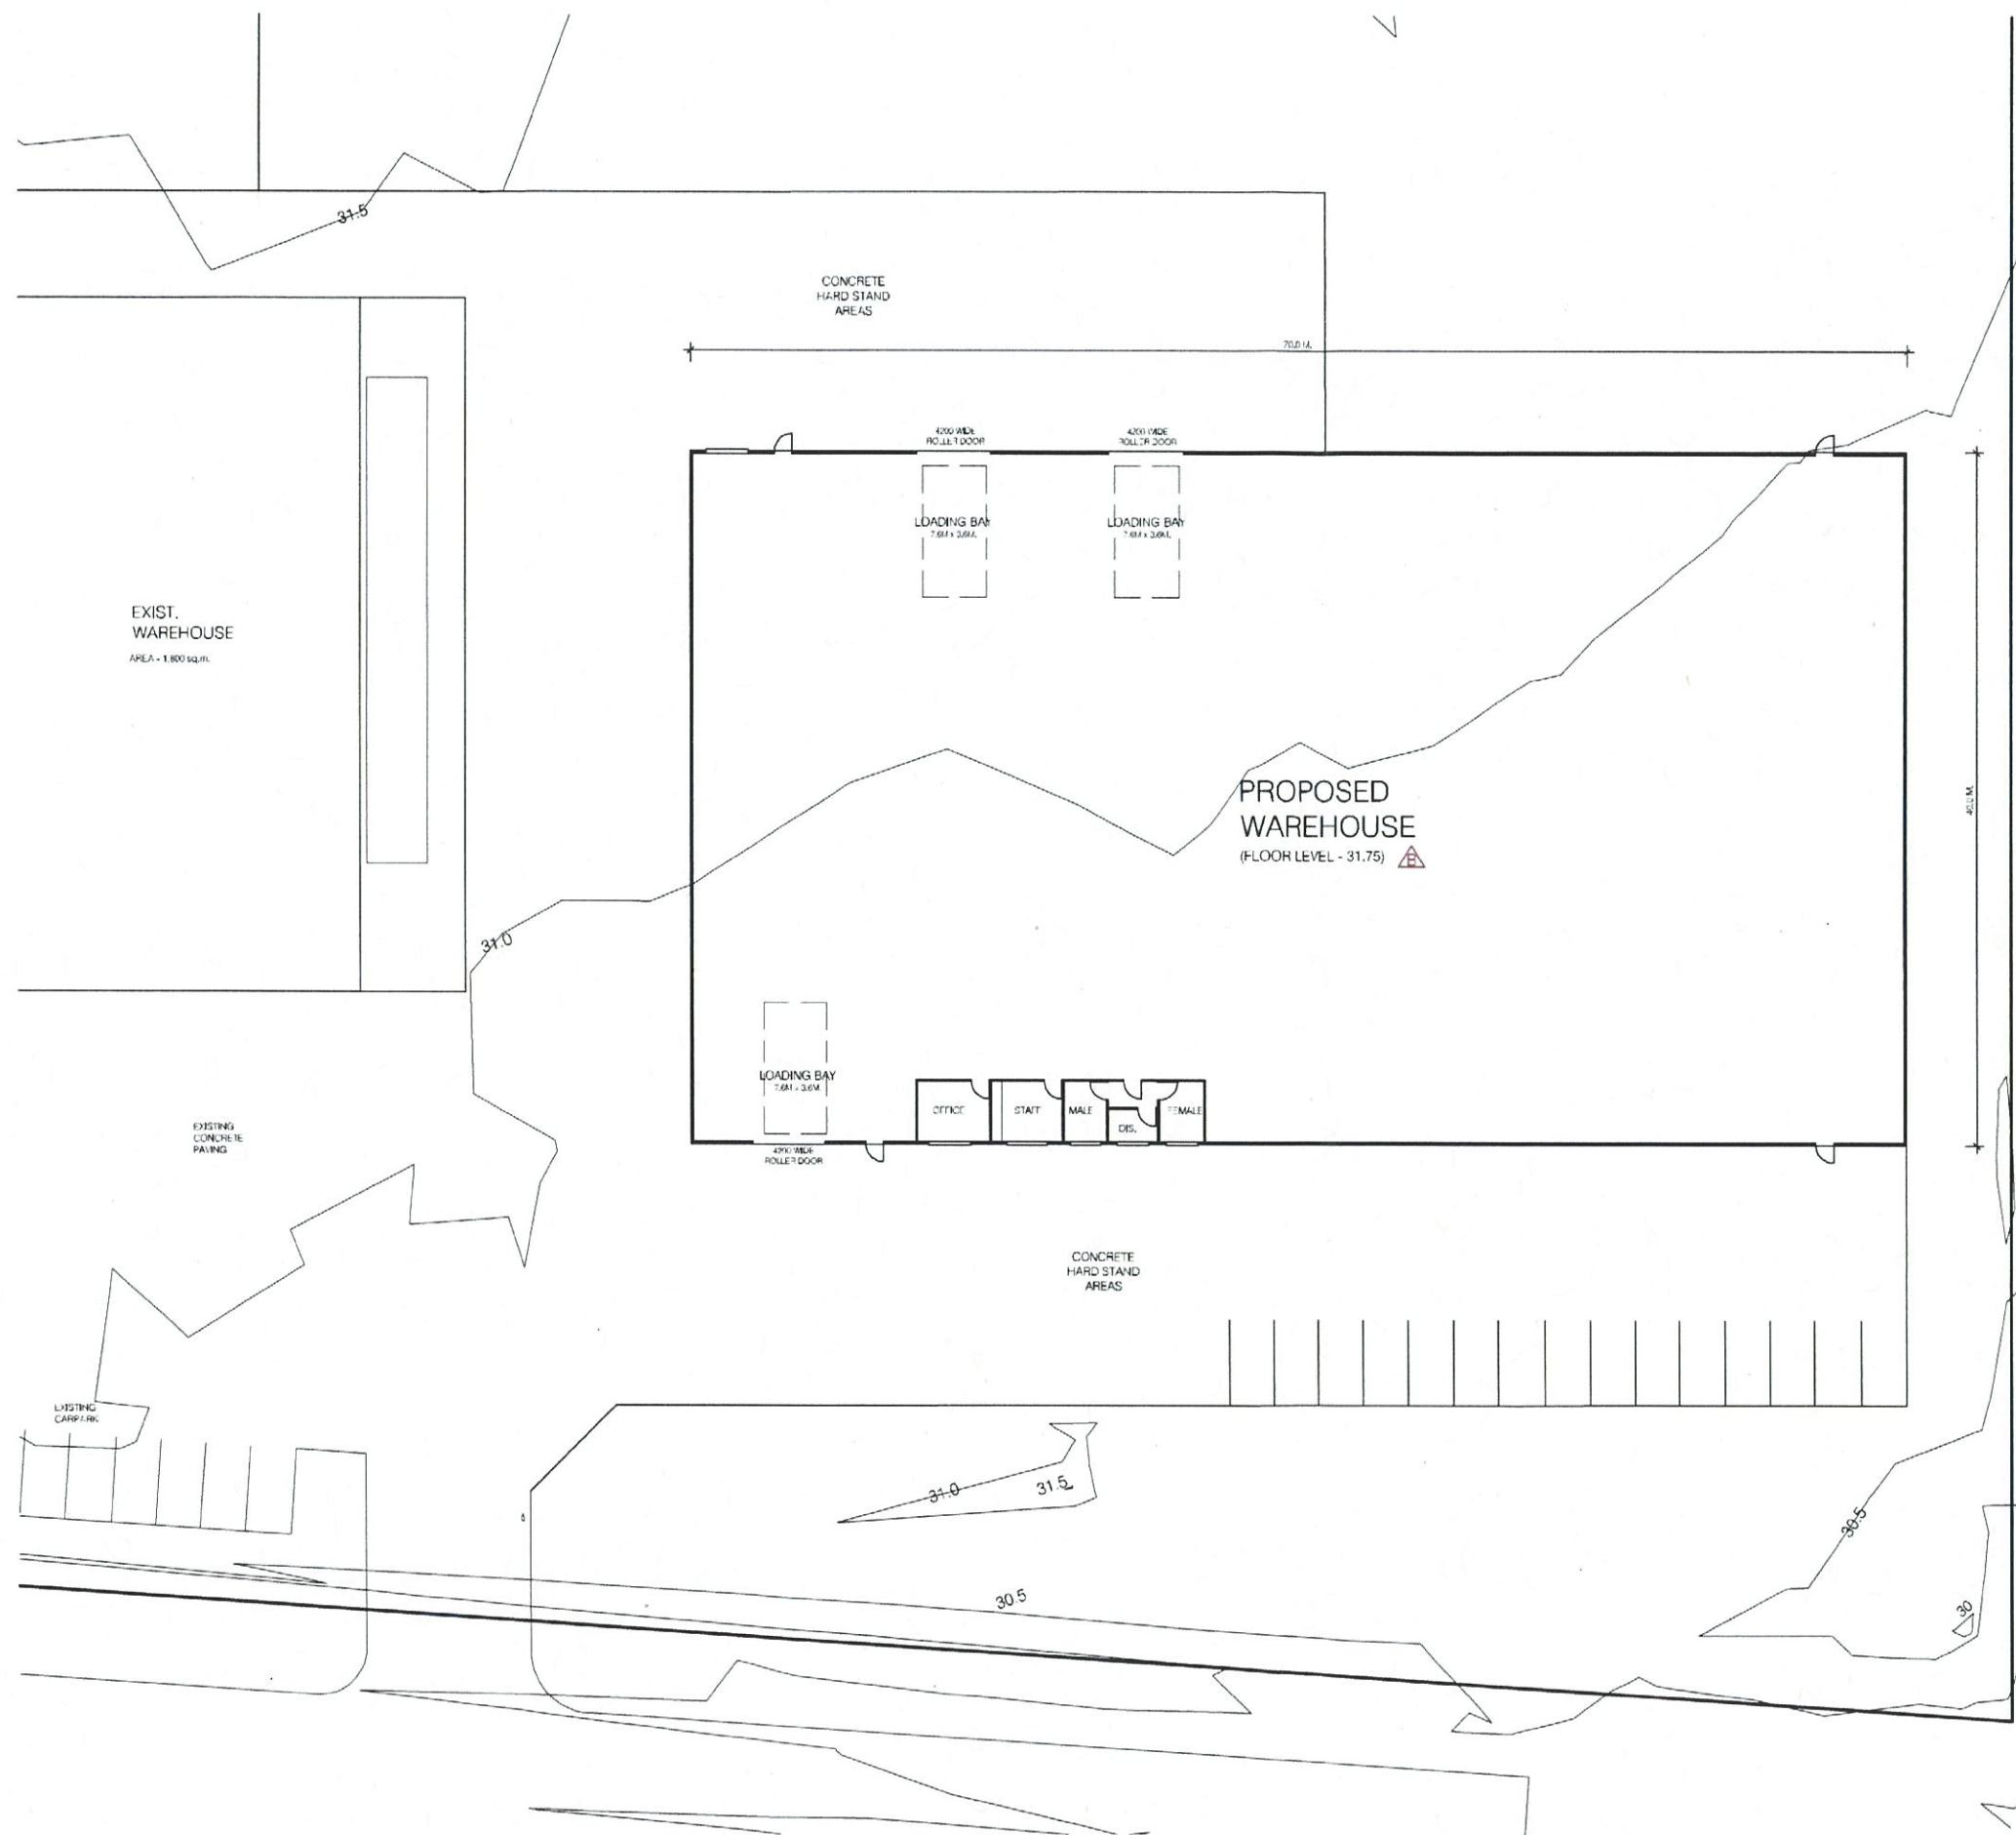 31.5
CONCRETE
HARD STAND
AREAS
70.0 M.
4200 WIDE
ROLLER DOOR
4200 WIDE
ROLLER DOOR
LOADING BAY
7.6M x 3.6M.
LOADING BAY
7.6M x 3.6M.
EXIST.
WAREHOUSE
AREA - 1,800 sq.m.
PROPOSED
WAREHOUSE
(FLOOR LEVEL - 31.75)
B
40.0 M.
31.0
LOADING BAY
7.6M x 3.6M
OFFICE
STAFF
MALE
DIS.
FEMALE
4200 WIDE
ROLLER DOOR
EXISTING
CONCRETE
PAVING
CONCRETE
HARD STAND
AREAS
EXISTING
CARPARK
31.0
31.5
30.5
30.5
30